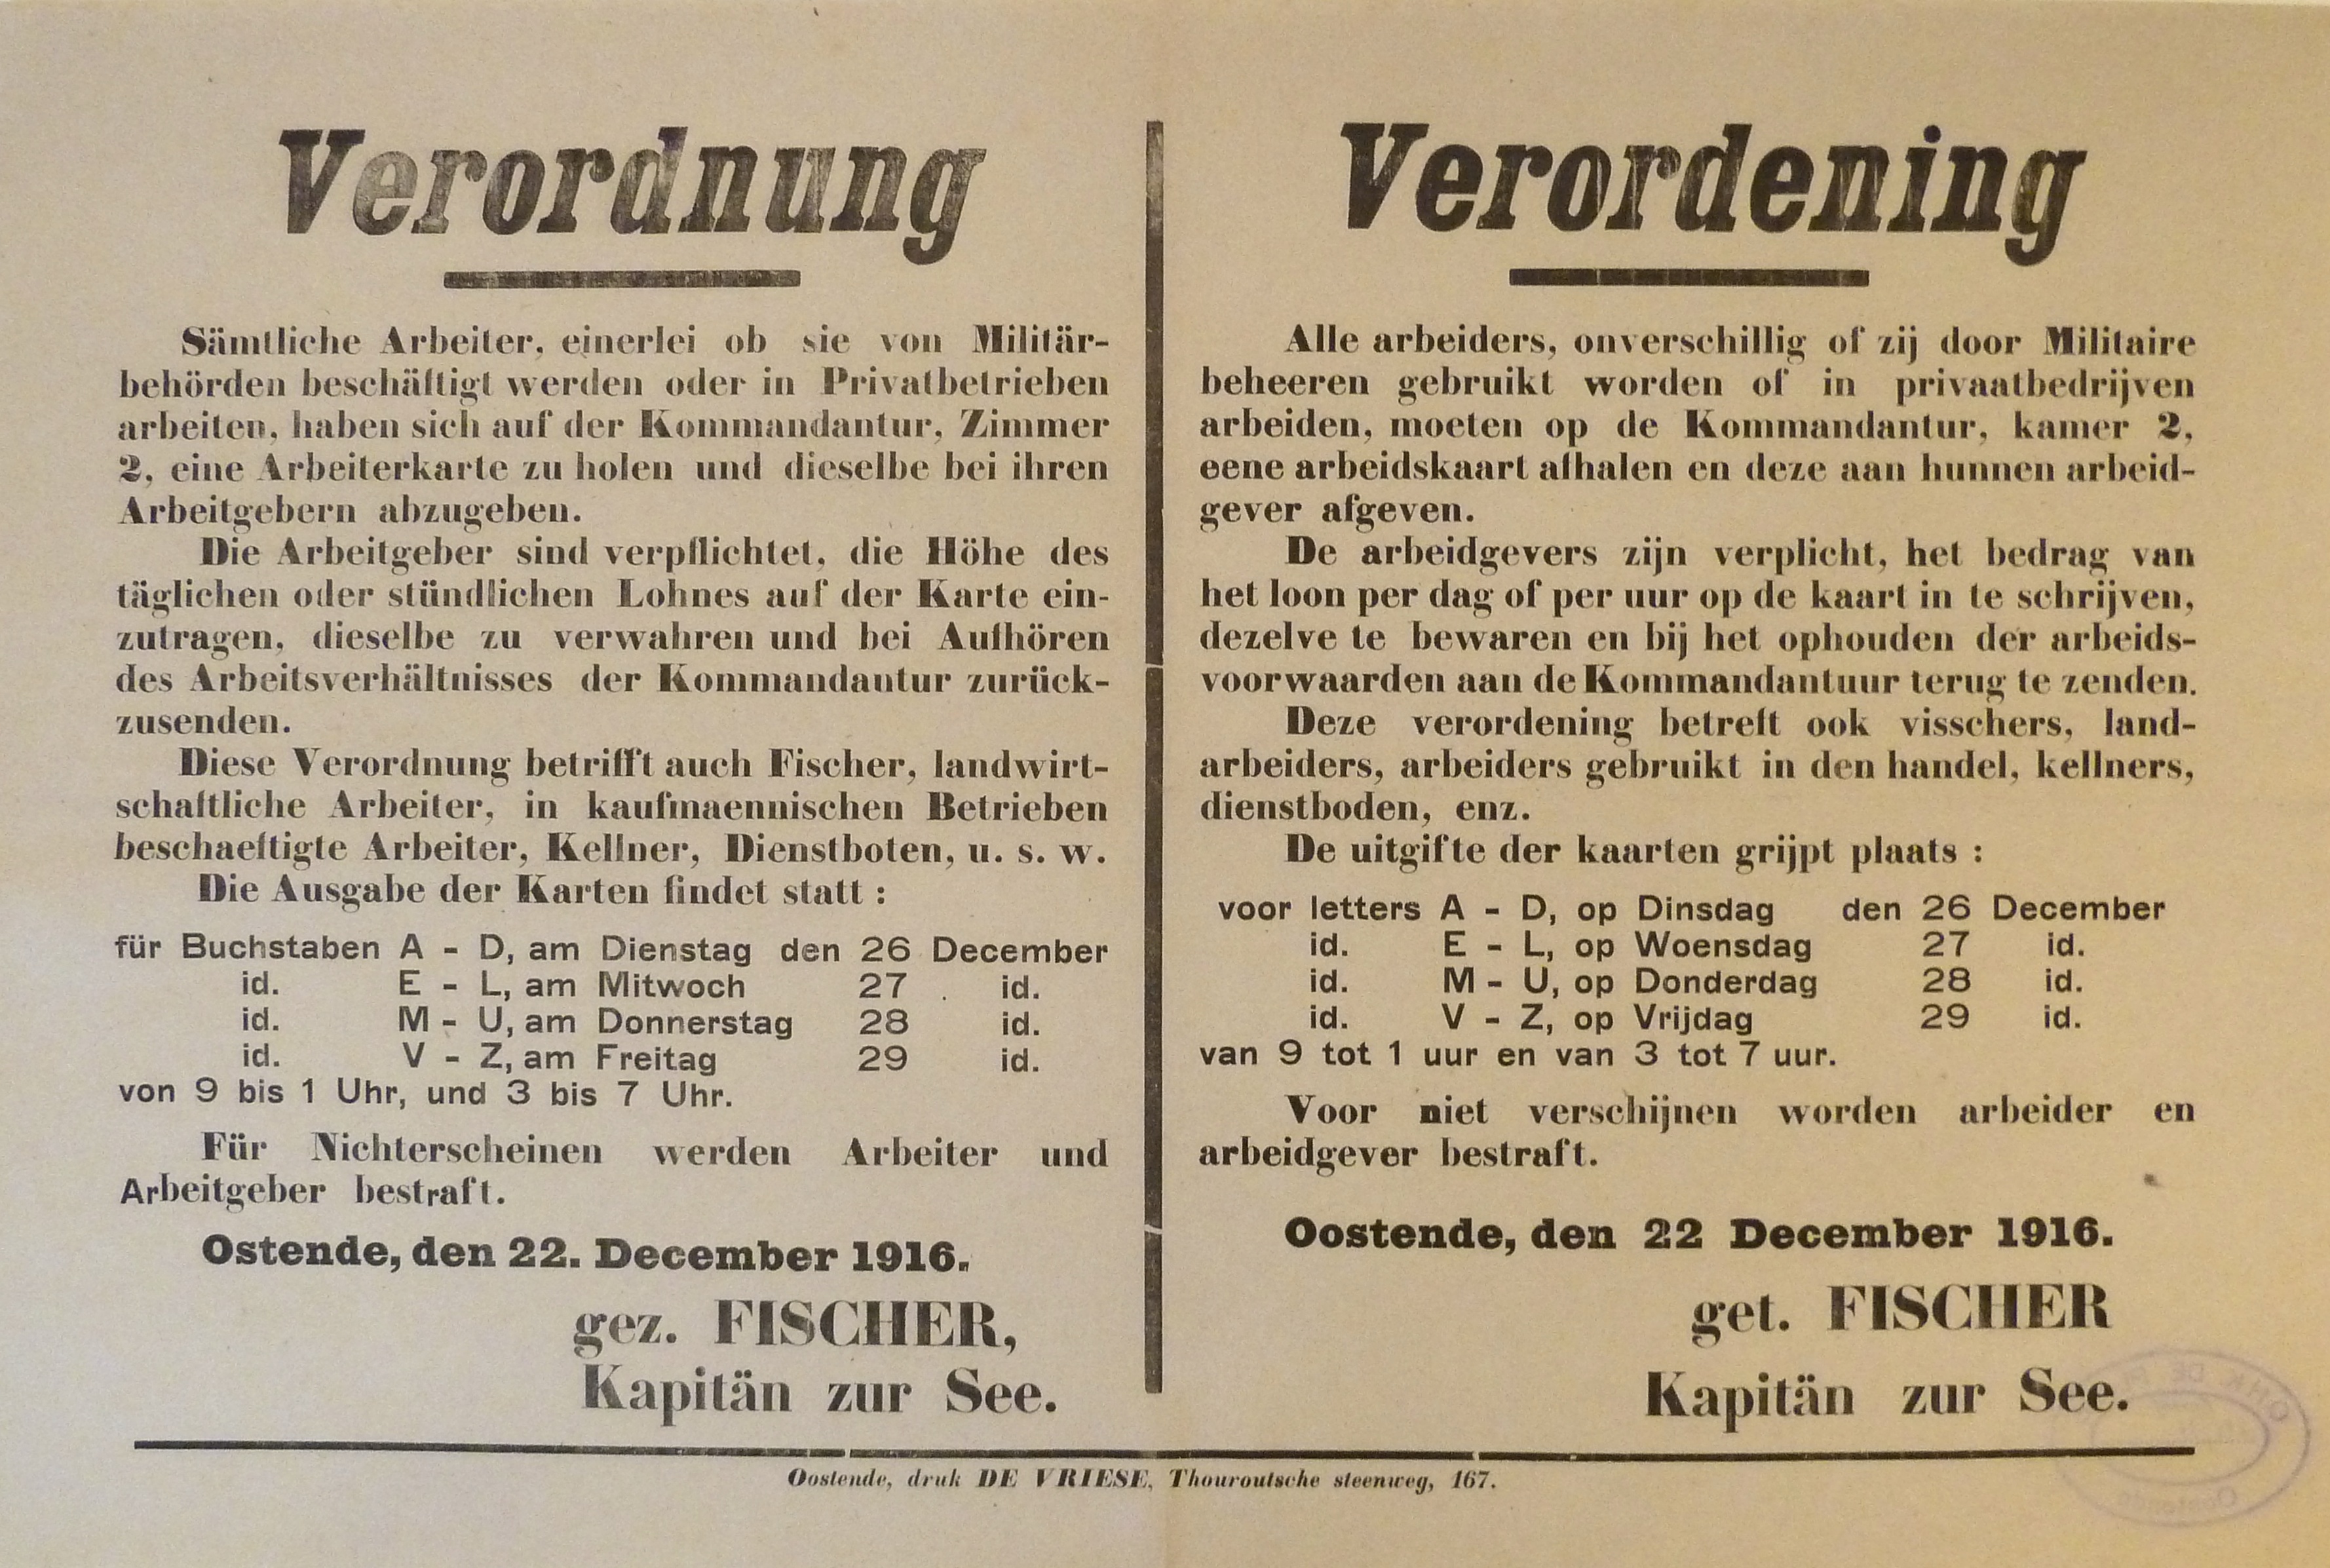 Verordnung
Sämtliche Arbeiter, einerlei ob sie von Militär-
behörden beschäftigt werden oder in Privatbetrieben
arbeiten, haben sich auf der Kommandantur, Zimmer
2, eine Arbeiterkarte zu holen und dieselbe bei ihren
Arbeitgebern abzugeben.
Die Arbeitgeber sind verpflichtet, die Höhe des
täglichen oder stündlichen Lohnes auf der Karte ein-
zutragen, dieselbe zu verwahren und bei Aufhören
des Arbeitsverhältnisses der Kommandantur zurück-
zusenden.
Diese Verordnung betrifft auch Fischer, landwirt-
schaftliche Arbeiter, in kaufmaennischen Betrieben
beschaeftigte Arbeiter, Kellner, Dienstboten, u. s. w.
Die Ausgabe der Karten findet statt :
für Buchstaben A - D, am Dienstag den 26 December
id. E - L, am Mitwoch 27 id.
id. M - U, am Donnerstag 28 id.
id. V - Z, am Freitag 29 id.
von 9 bis 1 Uhr, und 3 bis 7 Uhr.
Für Nichterscheinen werden Arbeiter und
Arbeitgeber bestraft.
Ostende, den 22. December 1916.
gez. FISCHER,
Kapitän zur See.
Verordening
Alle arbeiders, onverschillig of zij door Militaire
beheeren gebruikt worden of in privaatbedrijven
arbeiden, moeten op de Kommandantur, kamer 2,
eene arbeidskaart afhalen en deze aan hunnen arbeid-
gever afgeven.
De arbeidgevers zijn verplicht, het bedrag van
het loon per dag of per uur op de kaart in te schrijven,
dezelve te bewaren en bij het ophouden der arbeids-
voorwaarden aan de Kommandantuur terug te zenden.
Deze verordening betreft ook visschers, land-
arbeiders, arbeiders gebruikt in den handel, kellners,
dienstboden, enz.
De uitgifte der kaarten grijpt plaats :
voor letters A - D, op Dinsdag den 26 December
id. E - L, op Woensdag 27 id.
id. M - U, op Donderdag 28 id.
id. V - Z, op Vrijdag 29 id.
van 9 tot 1 uur en van 3 tot 7 uur.
Voor niet verschijnen worden arbeider en
arbeidgever bestraft.
Oostende, den 22 December 1916.
get. FISCHER
Kapitän zur See.
Oostende, druk DE VRIESE, Thouroutsche steenweg, 167.